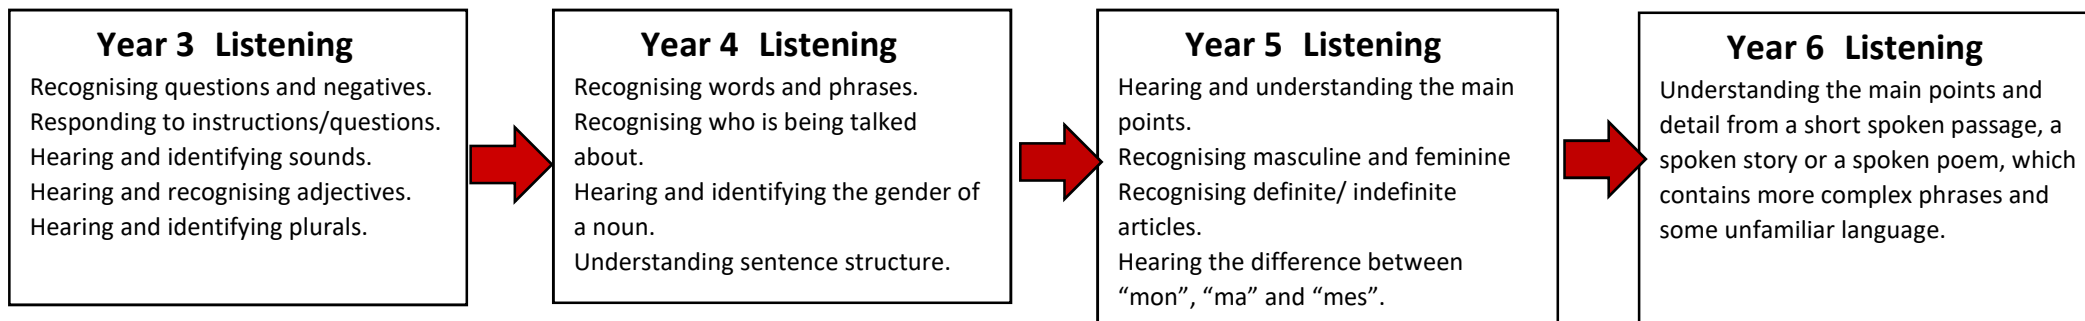 Year 3 Listening
Recognising questions and negatives.
Responding to instructions/questions.
Hearing and identifying sounds.
Hearing and recognising adjectives.
Hearing and identifying plurals.
Year 4 Listening
Recognising words and phrases.
Recognising who is being talked
about.
Hearing and identifying the gender of
a noun.
Understanding sentence structure.
Year 5 Listening
Hearing and understanding the main
points.
Recognising masculine and feminine
Recognising definite/ indefinite
articles.
Hearing the difference between
“mon”, “ma” and “mes”.
Year 6 Listening
Understanding the main points and
detail from a short spoken passage, a
spoken story or a spoken poem, which
contains more complex phrases and
some unfamiliar language.